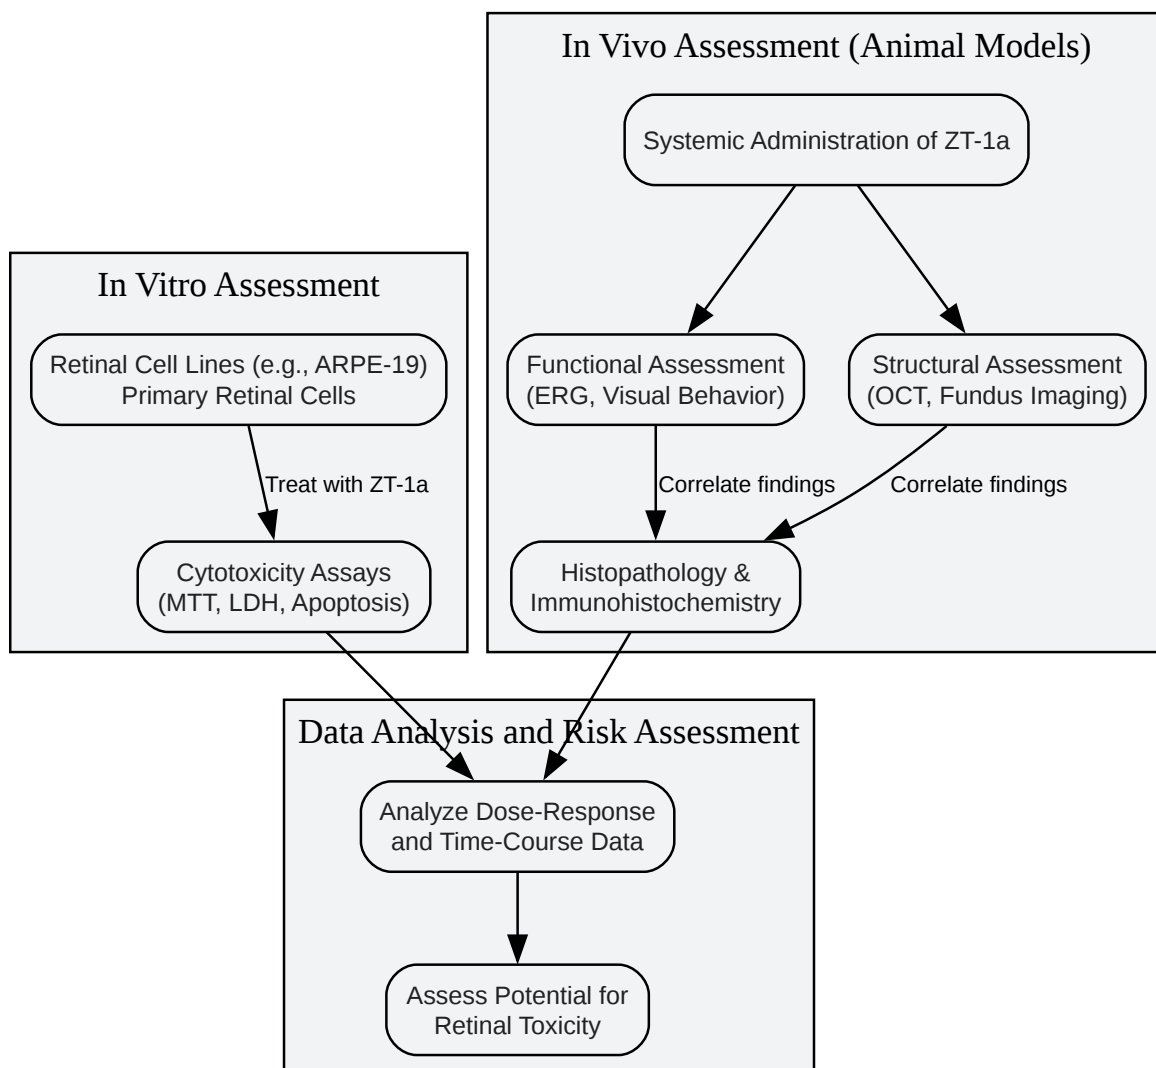 In Vivo Assessment (Animal Models)
Systemic Administration of ZT-1a
In Vitro Assessment
Retinal Cell Lines (e.g., ARPE-19)
Primary Retinal Cells
Functional Assessment
(ERG, Visual Behavior)
Structural Assessment
(OCT, Fundus Imaging)
Treat with ZT-1a
Correlate findings
Correlate findings
Cytotoxicity Assays
(MTT, LDH, Apoptosis)
Histopathology &
Immunohistochemistry
Data Analysis and Risk Assessment
Analyze Dose-Response
and Time-Course Data
Assess Potential for
Retinal Toxicity